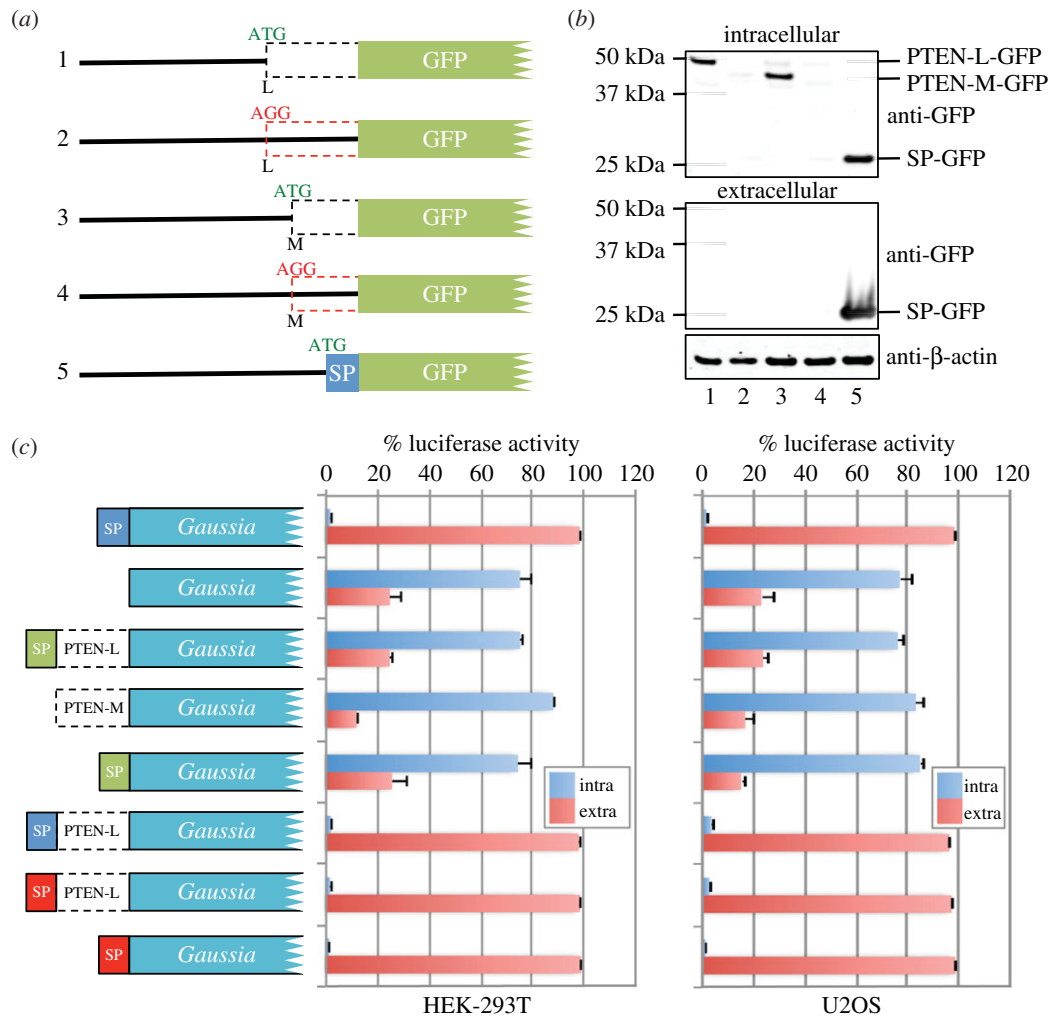 (a)
ATG
1
GFP
L
AGG
2
GFP
L
ATG
3
GFP
M
AGG
4
GFP
M
ATG
5
SP
GFP
(b)
intracellular
50 kDa
PTEN-L-GFP
PTEN-M-GFP
37 kDa
anti-GFP
25 kDa
SP-GFP
extracellular
50 kDa
37 kDa
anti-GFP
25 kDa
SP-GFP
anti-β-actin
1 2 3 4 5
(c)
% luciferase activity
0 20 40 60 80 100 120
% luciferase activity
0 20 40 60 80 100 120
SP Gaussia
Gaussia
SP PTEN-L Gaussia
PTEN-M Gaussia
SP Gaussia
SP PTEN-L Gaussia
SP PTEN-L Gaussia
SP Gaussia
intra
extra
intra
extra
HEK-293T
U2OS